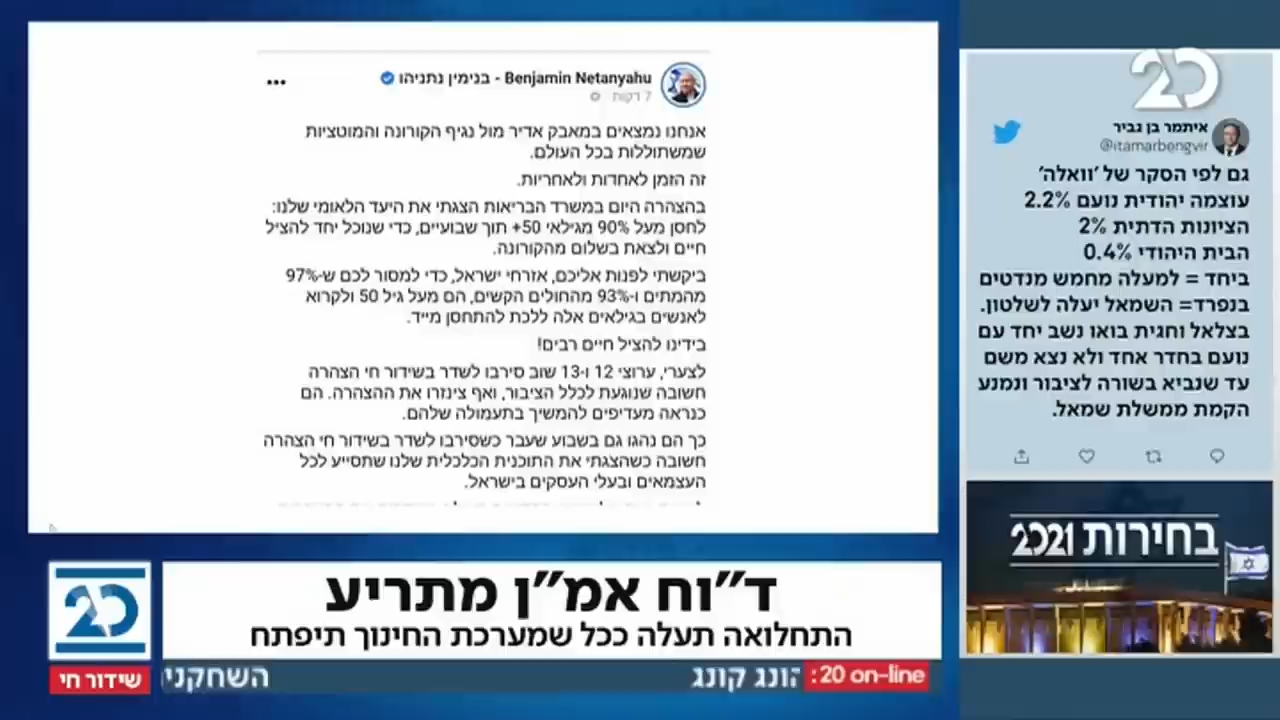 Benjamin Netanyahu - בנימין נתניהו
7 דקות
אנחנו נמצאים במאבק אדיר מול נגיף הקורונה והמוטציות
שמשתוללות בכל העולם.
זה הזמן לאחדות ולאחריות.
בהצהרה היום במשרד הבריאות הצגתי את היעד הלאומי שלנו:
לחסן מעל 90% מגילאי 50+ תוך שבועיים, כדי שנוכל יחד להציל
חיים ולצאת בשלום מהקורונה.
ביקשתי לפנות אליכם, אזרחי ישראל, כדי למסור לכם ש-97%
מהמתים ו-93% מהחולים הקשים, הם מעל גיל 50 ולקרוא
לאנשים בגילאים אלה ללכת להתחסן מייד.
בידינו להציל חיים רבים!
לצערי, ערוצי 12 ו-13 שוב סירבו לשדר בשידור חי הצהרה
חשובה שנוגעת לכלל הציבור, ואף צינזרו את ההצהרה. הם
כנראה מעדיפים להמשיך בתעמולה שלהם.
כך הם נהגו גם בשבוע שעבר כשסירבו לשדר בשידור חי הצהרה
חשובה כשהצגתי את התוכנית הכלכלית שלנו שתסייע לכל
העצמאים ובעלי העסקים בישראל.
20
איתמר בן גביר
@itamarbengvir
גם לפי הסקר של 'וואלה'
עוצמה יהודית נועם 2.2%
הציונות הדתית 2%
הבית היהודי 0.4%
ביחד = למעלה מחמש מנדטים
בנפרד= השמאל יעלה לשלטון.
בצלאל וחגית בואו נשב יחד עם
נועם בחדר אחד ולא נצא משם
עד שנביא בשורה לציבור ונמנע
הקמת ממשלת שמאל.
בחירות 2021
20
ד"וח אמ"ן מתריע
התחלואה תעלה ככל שמערכת החינוך תיפתח
שידור חי
20 on-line:
הונג קונג
השחקני